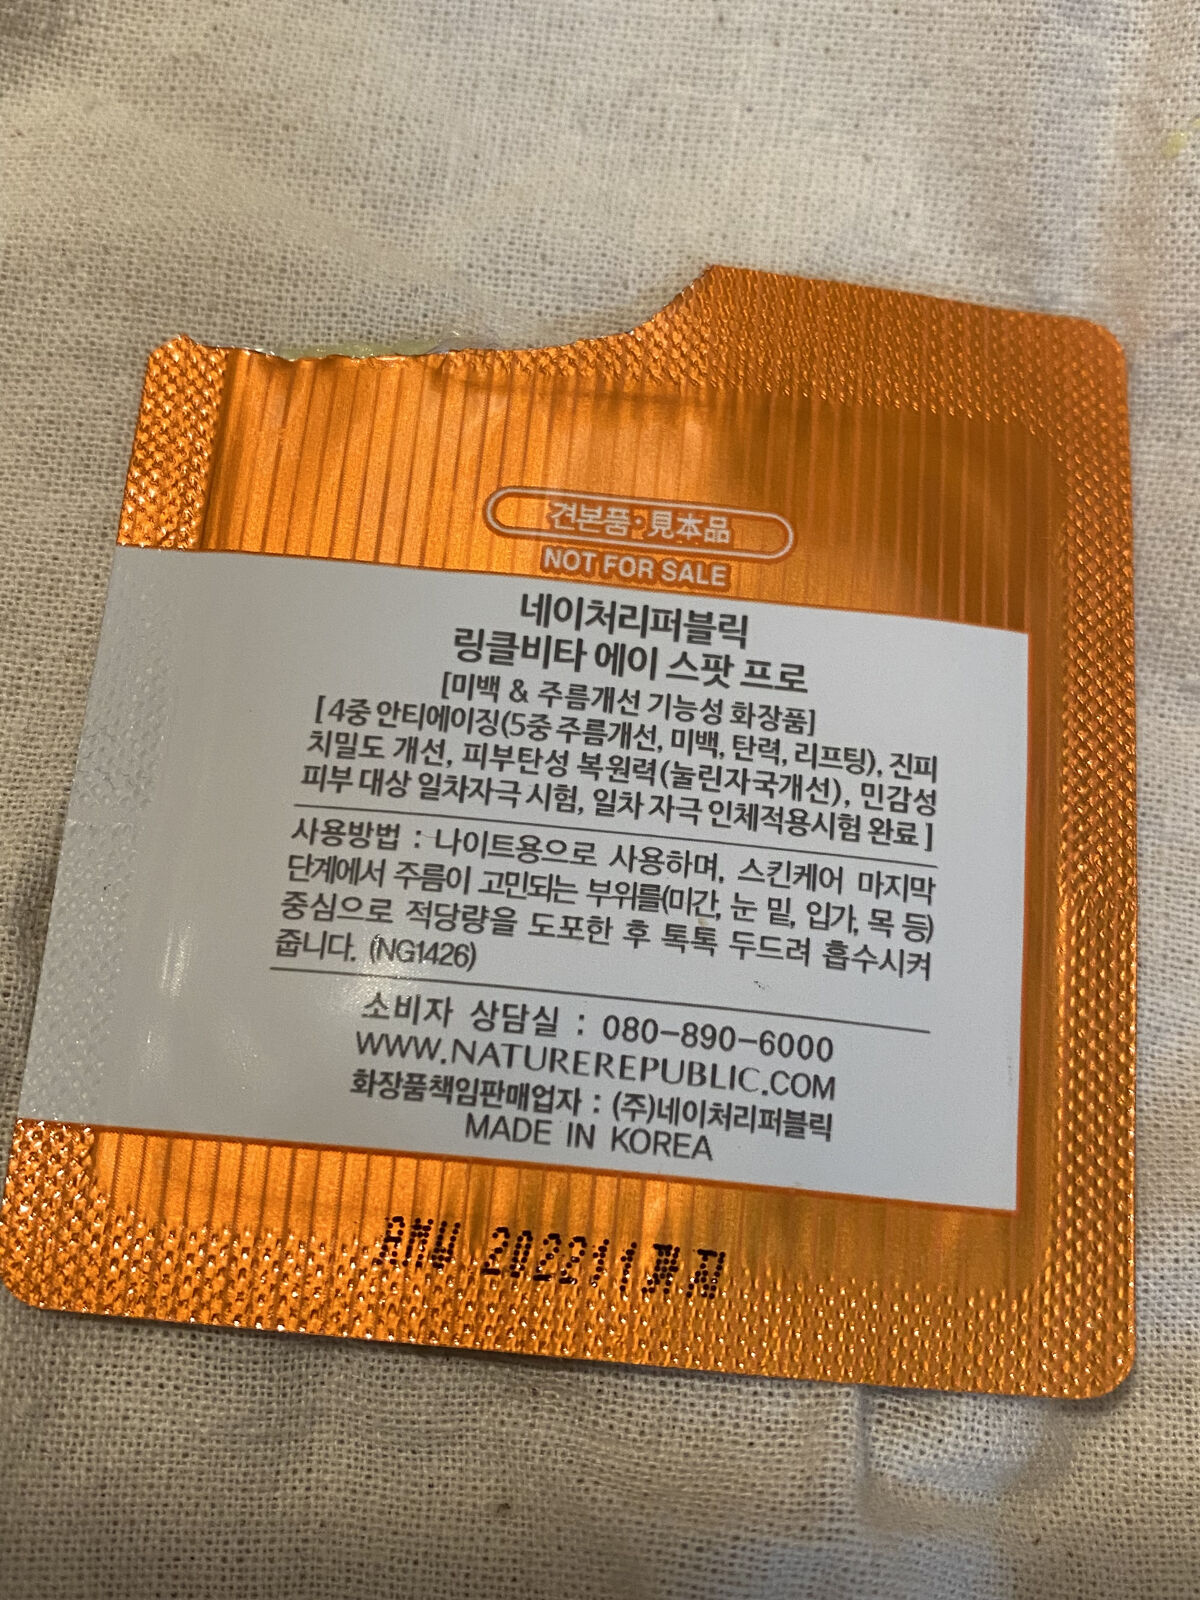 견본품·見本品
NOT FOR SALE
네이처리퍼블릭
링클비타 에이 스팟 프로
[미백 & 주름개선 기능성 화장품]
[4중 안티에이징(5중 주름개선, 미백, 탄력, 리프팅), 진피
치밀도 개선, 피부탄성 복원력(눌린자국개선), 민감성
피부 대상 일차자극 시험, 일차 자극 인체적용시험 완료]
사용방법 : 나이트용으로 사용하며, 스킨케어 마지막
단계에서 주름이 고민되는 부위를(미간, 눈 밑, 입가, 목 등)
중심으로 적당량을 도포한 후 톡톡 두드려 흡수시켜
줍니다. (NG1426)
소비자 상담실 : 080-890-6000
WWW.NATUREREPUBLIC.COM
화장품책임판매업자 : (주)네이처리퍼블릭
MADE IN KOREA
202211